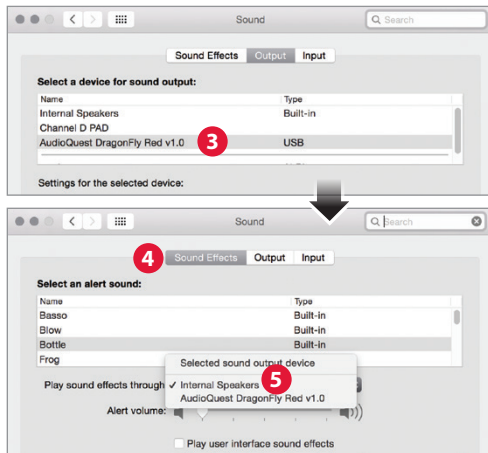 Sound
Search
Sound Effects Output Input
Select a device for sound output:
Name Type
Internal Speakers Built-in
Channel D PAD
AudioQuest DragonFly Red v1.0 3 USB
Settings for the selected device:
Sound
Search
4 Sound Effects Output Input
Select an alert sound:
Name Type
Basso Built-in
Blow Built-in
Bottle Built-in
Frog
Selected sound output device
Play sound effects through ✓ Internal Speakers 5
AudioQuest DragonFly Red v1.0
Alert volume:
Play user interface sound effects